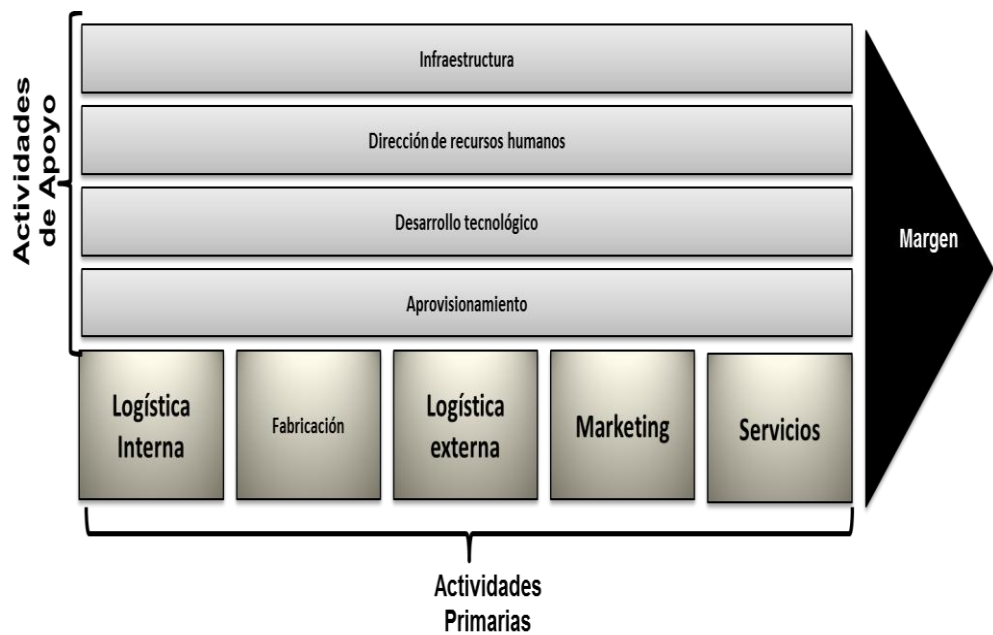 Actividades
de Apoyo
Infraestructura
Dirección de recursos humanos
Desarrollo tecnológico
Aprovisionamiento
Margen
Logística
Interna
Fabricación
Logística
externa
Marketing
Servicios
Actividades
Primarias